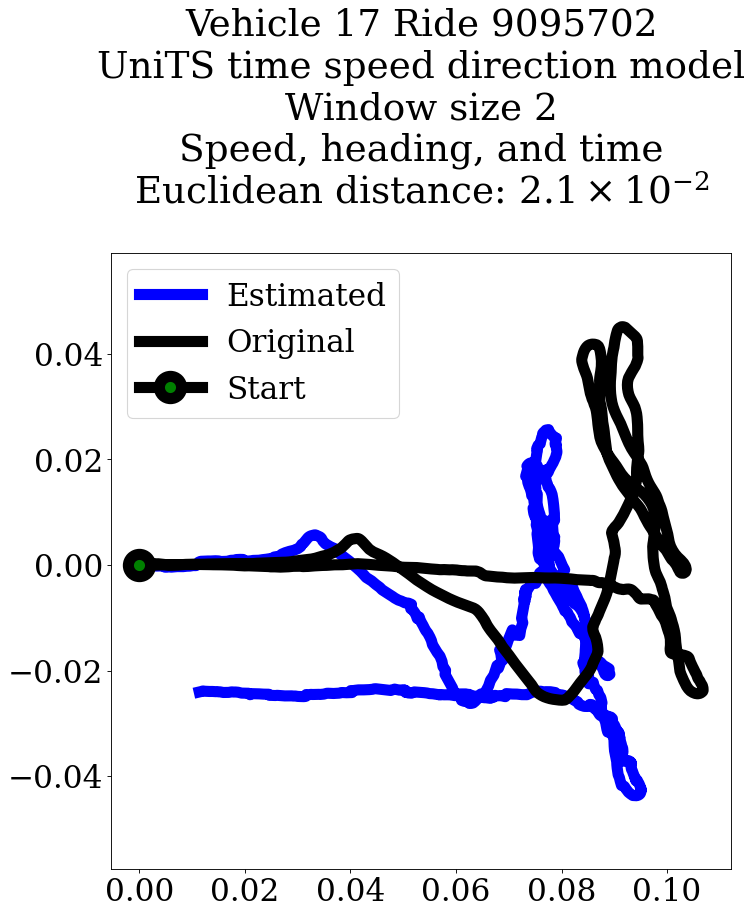 Vehicle 17 Ride 9095702
UniTS time speed direction model
Window size 2
Speed, heading, and time
Euclidean distance: 2.1 × 10⁻²
Estimated
Original
Start
0.04
0.02
0.00
−0.02
−0.04
0.00 0.02 0.04 0.06 0.08 0.10